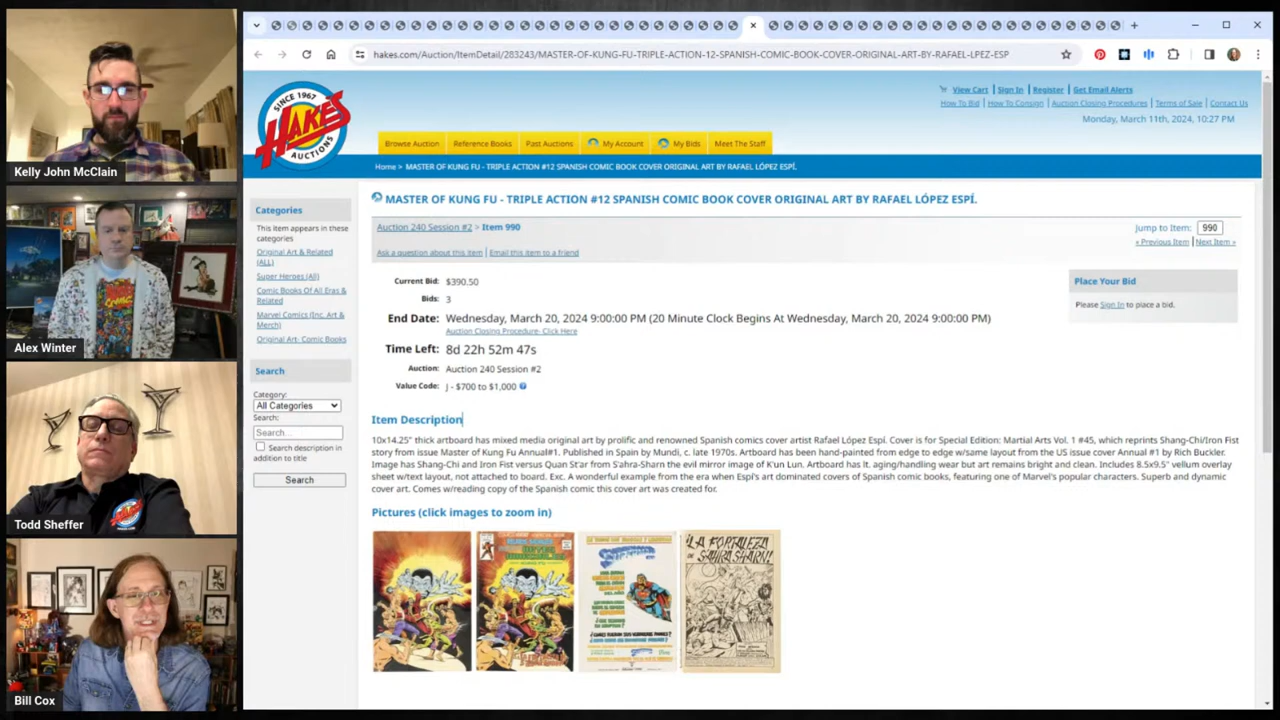 Kelly John McClain
Alex Winter
Todd Sheffer
Bill Cox
hakes.com/Auction/ItemDetail/283243/MASTER-OF-KUNG-FU-TRIPLE-ACTION-12-SPANISH-COMIC-BOOK-COVER-ORIGINAL-ART-BY-RAFAEL-LPEZ-ESP
SINCE 1967
HAKE'S
AUCTIONS
View Cart | Sign In | Register | Get Email Alerts
How To Bid | How To Consign | Auction Closing Procedures | Terms of Sale | Contact Us
Monday, March 11th, 2024, 10:27 PM
Browse Auction Reference Books Past Auctions My Account My Bids Meet The Staff
Home > MASTER OF KUNG FU - TRIPLE ACTION #12 SPANISH COMIC BOOK COVER ORIGINAL ART BY RAFAEL LÓPEZ ESPÍ.
Categories
This item appears in these
categories
Original Art & Related
(ALL)
Super Heroes (All)
Comic Books Of All Eras &
Related
Marvel Comics (Inc. Art &
Merch)
Original Art: Comic Books
Search
Category:
All Categories
Search:
Search...
Search description in
addition to title
Search
MASTER OF KUNG FU - TRIPLE ACTION #12 SPANISH COMIC BOOK COVER ORIGINAL ART BY RAFAEL LÓPEZ ESPÍ.
Auction 240 Session #2 > Item 990
Jump to Item: 990
« Previous Item | Next Item »
Ask a question about this item | Email this item to a friend
Current Bid: $390.50
Bids: 3
End Date: Wednesday, March 20, 2024 9:00:00 PM (20 Minute Clock Begins At Wednesday, March 20, 2024 9:00:00 PM)
Auction Closing Procedure- Click Here
Time Left: 8d 22h 52m 47s
Auction: Auction 240 Session #2
Value Code: J - $700 to $1,000
Place Your Bid
Please Sign In to place a bid.
Item Description
10x14.25" thick artboard has mixed media original art by prolific and renowned Spanish comics cover artist Rafael López Espí. Cover is for Special Edition: Martial Arts Vol. 1 #45, which reprints Shang-Chi/Iron Fist
story from issue Master of Kung Fu Annual#1. Published in Spain by Mundi, c. late 1970s. Artboard has been hand-painted from edge to edge w/same layout from the US issue cover Annual #1 by Rich Buckler.
Image has Shang-Chi and Iron Fist versus Quan St'ar from S'ahra-Sharn the evil mirror image of K'un Lun. Artboard has lt. aging/handling wear but art remains bright and clean. Includes 8.5x9.5" vellum overlay
sheet w/text layout, not attached to board. Exc. A wonderful example from the era when Espi's art dominated covers of Spanish comic books, featuring one of Marvel's popular characters. Superb and dynamic
cover art. Comes w/reading copy of the Spanish comic this cover art was created for.
Pictures (click images to zoom in)
¡LA FORTALEZA